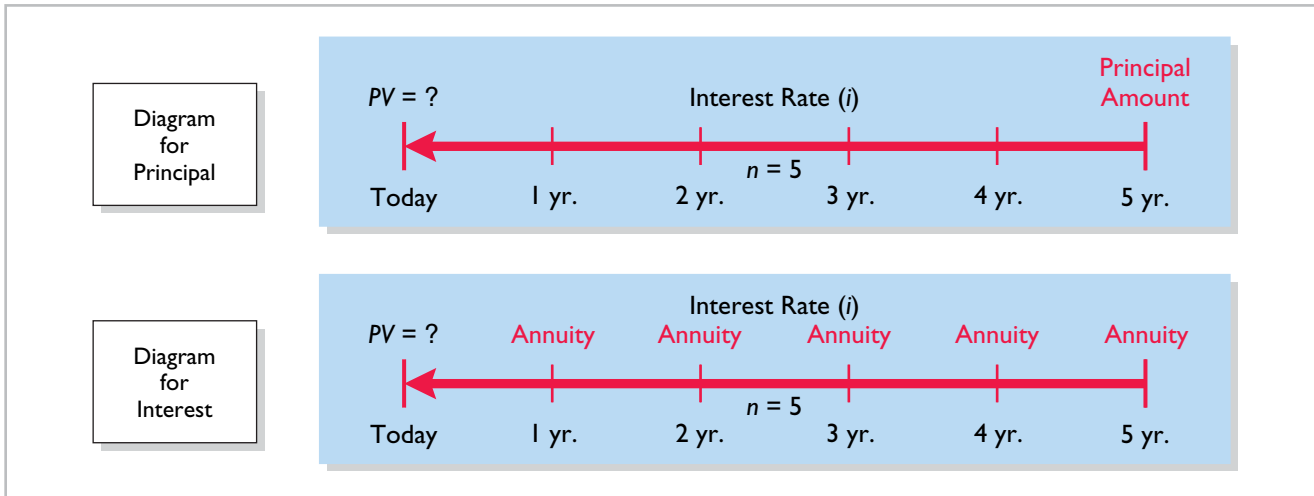 Diagram
for
Principal
PV = ?
Interest Rate (i)
Principal
Amount
n = 5
Today
1 yr.
2 yr.
3 yr.
4 yr.
5 yr.
Diagram
for
Interest
Interest Rate (i)
PV = ?
Annuity
Annuity
Annuity
Annuity
Annuity
n = 5
Today
1 yr.
2 yr.
3 yr.
4 yr.
5 yr.